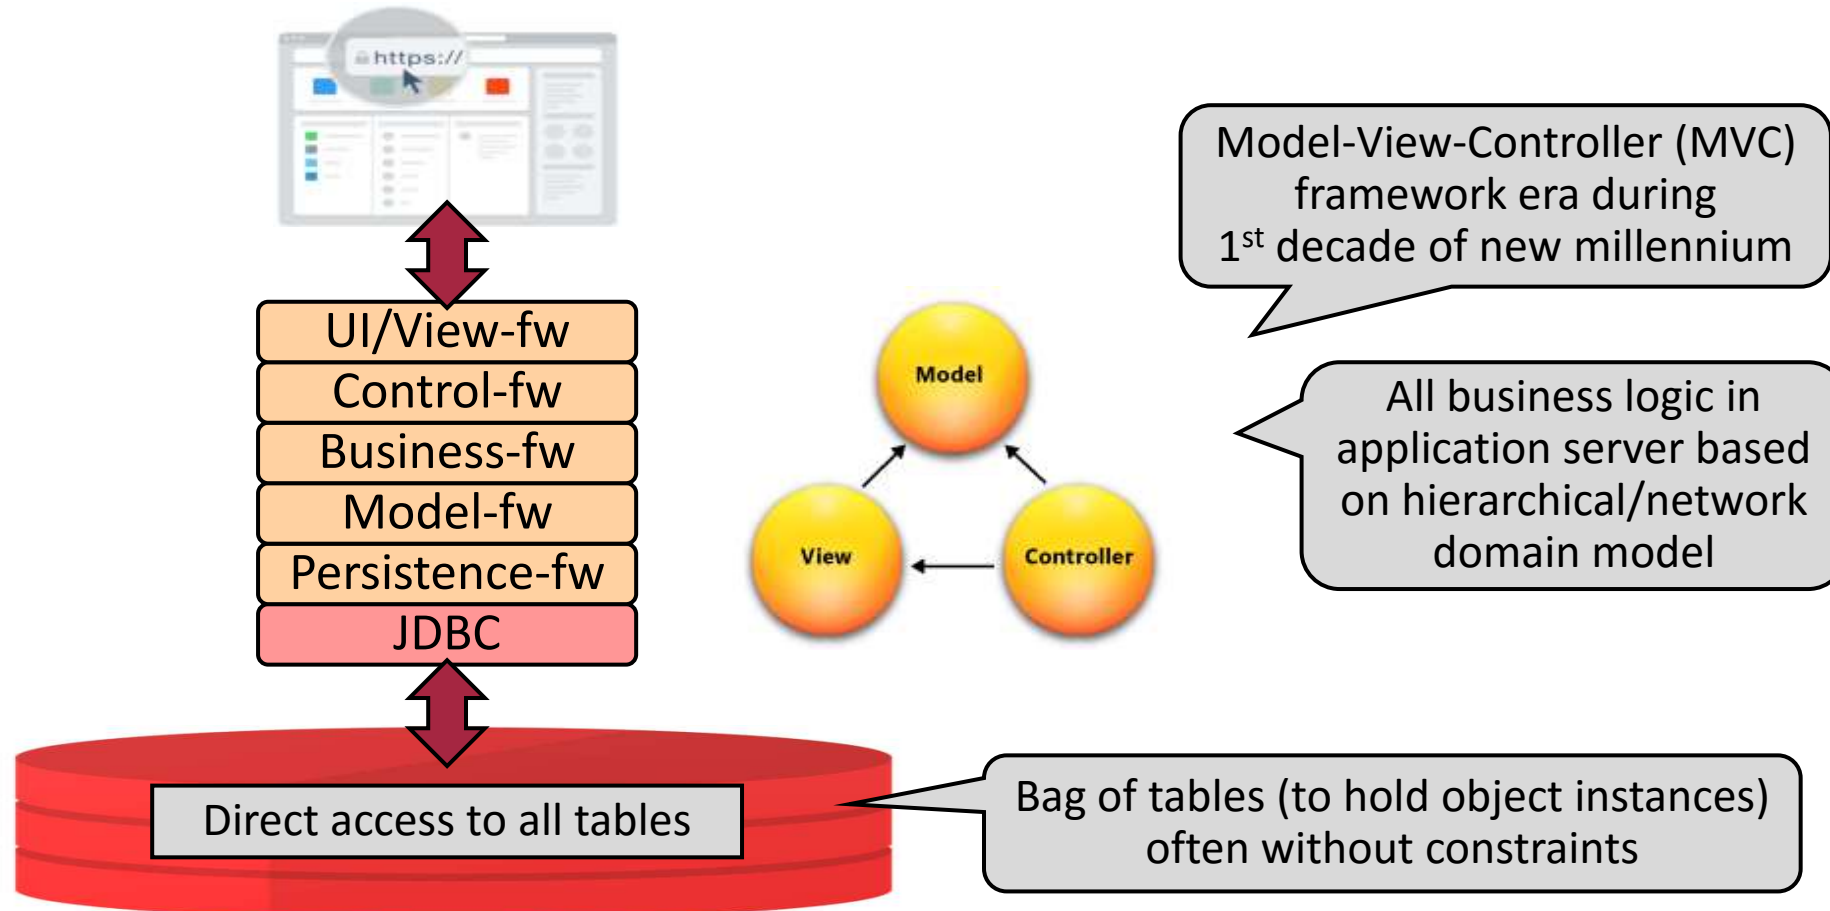 https://
UI/View-fw
Control-fw
Business-fw
Model-fw
Persistence-fw
JDBC
Direct access to all tables
Model
View
Controller
Model-View-Controller (MVC)
framework era during
1st decade of new millennium
All business logic in
application server based
on hierarchical/network
domain model
Bag of tables (to hold object instances)
often without constraints